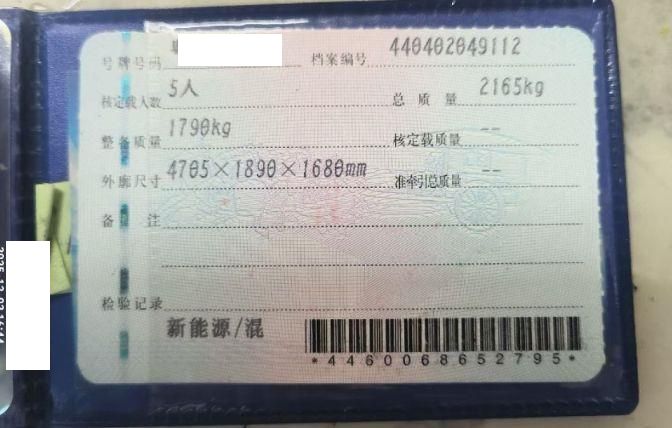 号牌号码 档案编号 440402049112
核定载人数 5人 总质量 2165kg
整备质量 1790kg 核定载质量 --
外廓尺寸 4705×1890×1680mm 准牵引总质量 --
备注
检验记录
新能源/混
*4460068652795*